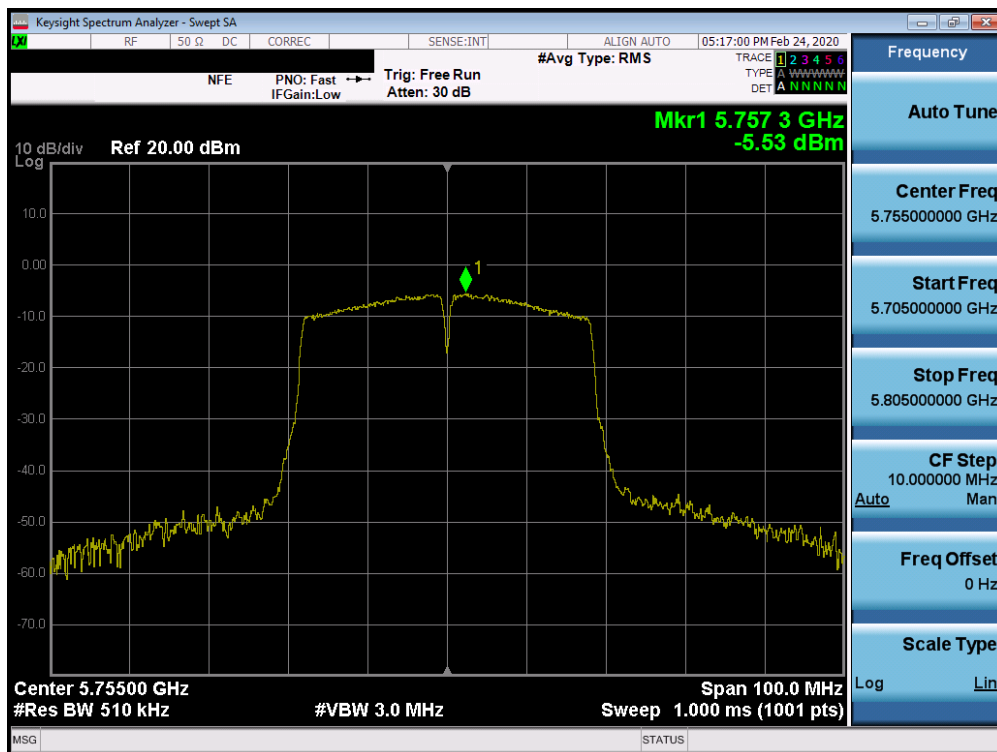 Keysight Spectrum Analyzer - Swept SA
LXI RF 50 Ω DC CORREC SENSE:INT ALIGN AUTO 05:17:00 PM Feb 24, 2020
NFE PNO: Fast Trig: Free Run #Avg Type: RMS TRACE 1 2 3 4 5 6
IFGain:Low Atten: 30 dB TYPE A WWWWW
DET A N N N N N
Mkr1 5.757 3 GHz
-5.53 dBm
10 dB/div Ref 20.00 dBm
Log
10.0
0.00
1
-10.0
-20.0
-30.0
-40.0
-50.0
-60.0
-70.0
Center 5.75500 GHz Span 100.0 MHz
#Res BW 510 kHz #VBW 3.0 MHz Sweep 1.000 ms (1001 pts)
MSG STATUS
Frequency
Auto Tune
Center Freq
5.755000000 GHz
Start Freq
5.705000000 GHz
Stop Freq
5.805000000 GHz
CF Step
10.000000 MHz
Auto Man
Freq Offset
0 Hz
Scale Type
Log Lin